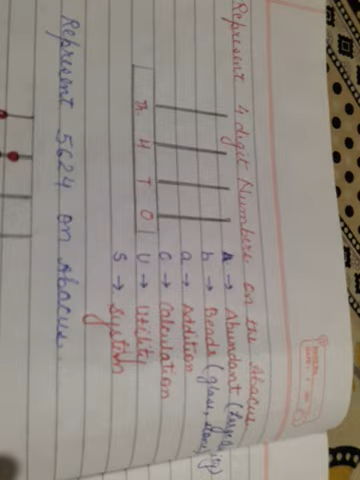 Represent 4 digit Numbers on the Abacus
A → Abundant (large
b → Beads (glass, stone,
a → Addition
C → Calculation
U → Utility
S → System
Th H T O
Represent 5624 on Abacus.